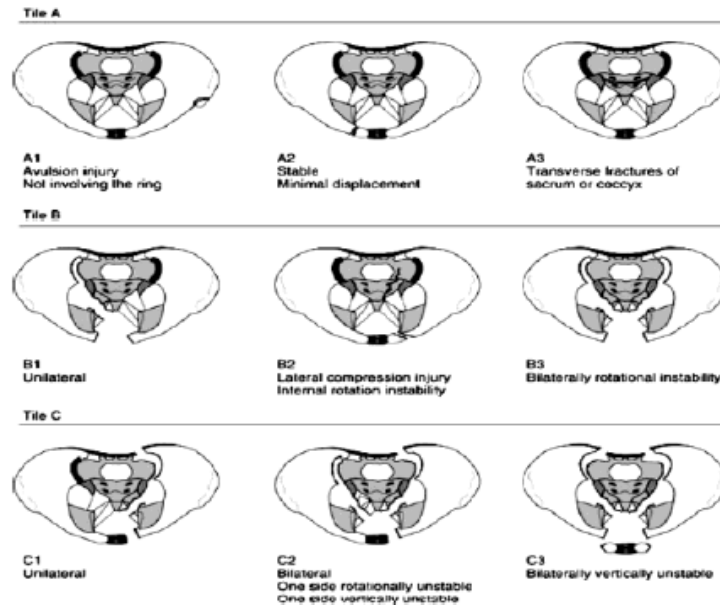 Tile A
A1
Avulsion injury
Not involving the ring
A2
Stable
Minimal displacement
A3
Transverse fractures of
sacrum or coccyx
Tile B
B1
Unilateral
B2
Lateral compression injury
Internal rotation instability
B3
Bilaterally rotational instability
Tile C
C1
Unilateral
C2
Bilateral
One side rotationally unstable
One side vertically unstable
C3
Bilaterally vertically unstable